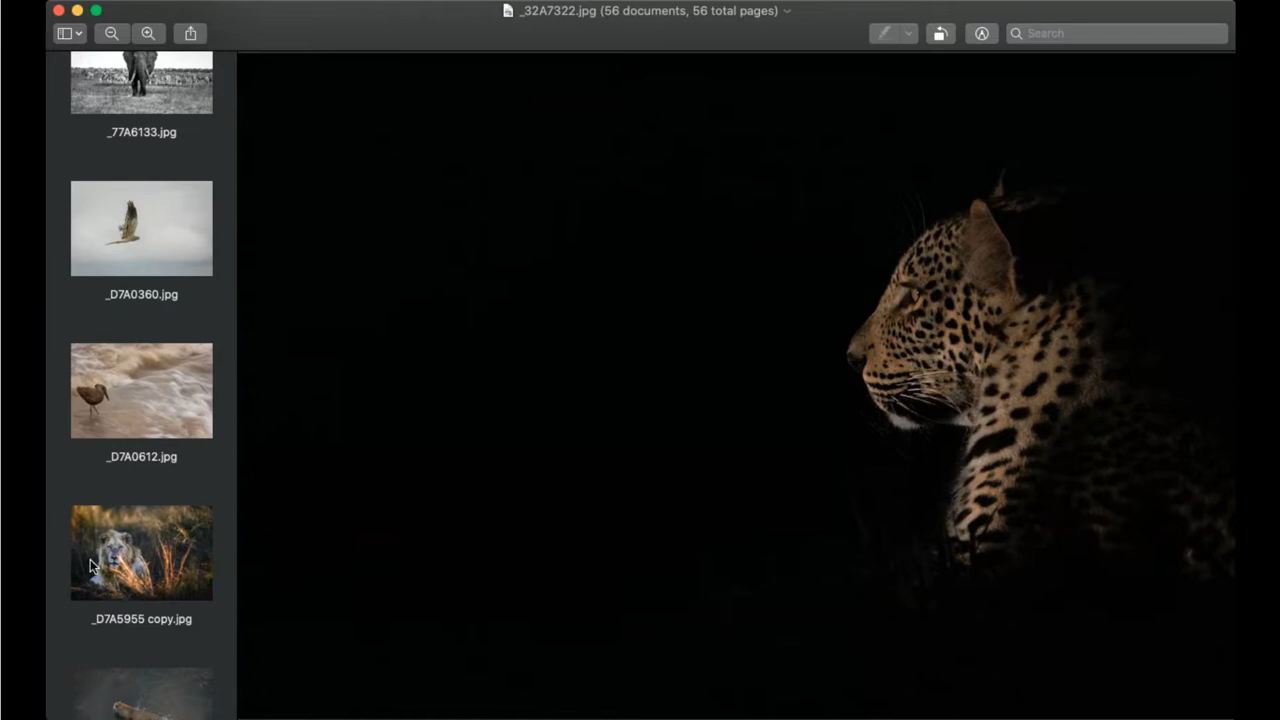 _32A7322.jpg (56 documents, 56 total pages)
Search
_77A6133.jpg
_D7A0360.jpg
_D7A0612.jpg
_D7A5955 copy.jpg